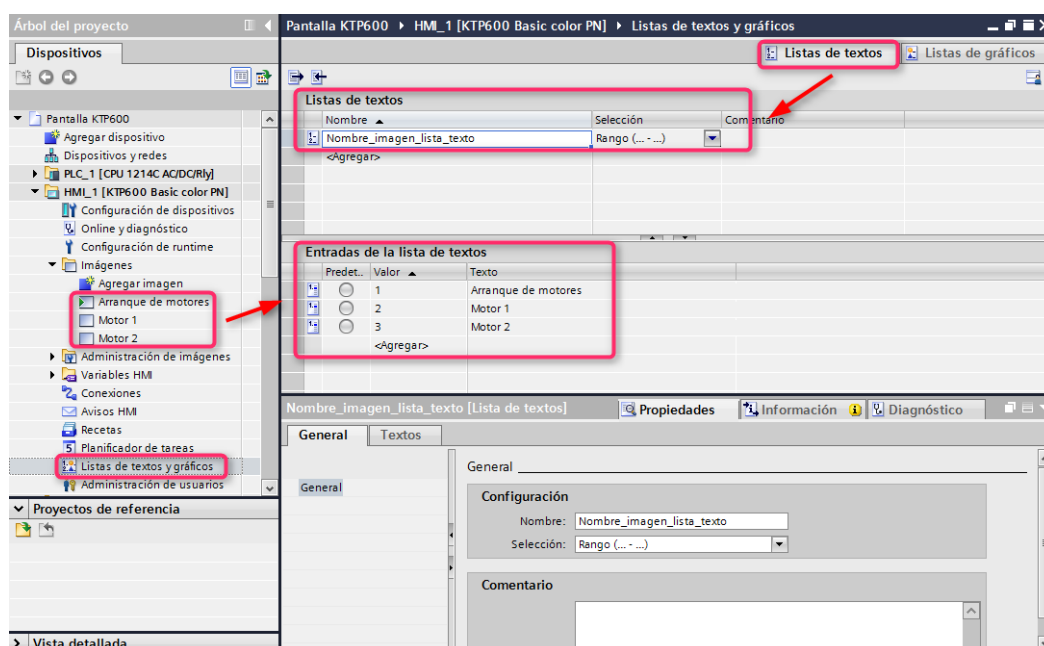 Árbol del proyecto
Dispositivos
Pantalla KTP600
Agregar dispositivo
Dispositivos y redes
PLC_1 [CPU 1214C AC/DC/Rly]
HMI_1 [KTP600 Basic color PN]
Configuración de dispositivos
Online y diagnóstico
Configuración de runtime
Imágenes
Agregar imagen
Arranque de motores
Motor 1
Motor 2
Administración de imágenes
Variables HMI
Conexiones
Avisos HMI
Recetas
Planificador de tareas
Listas de textos y gráficos
Administración de usuarios
Proyectos de referencia
Vista detallada
Pantalla KTP600 HMI_1 [KTP600 Basic color PN] Listas de textos y gráficos
Listas de textos Listas de gráficos
Listas de textos
Nombre Selección Comentario
Nombre_imagen_lista_texto Rango (... - ...)
<Agregar>
Entradas de la lista de textos
Predet.. Valor Texto
1 Arranque de motores
2 Motor 1
3 Motor 2
<Agregar>
Nombre_imagen_lista_texto [Lista de textos] Propiedades Información Diagnóstico
General Textos
General
General
Configuración
Nombre: Nombre_imagen_lista_texto
Selección: Rango (... - ...)
Comentario